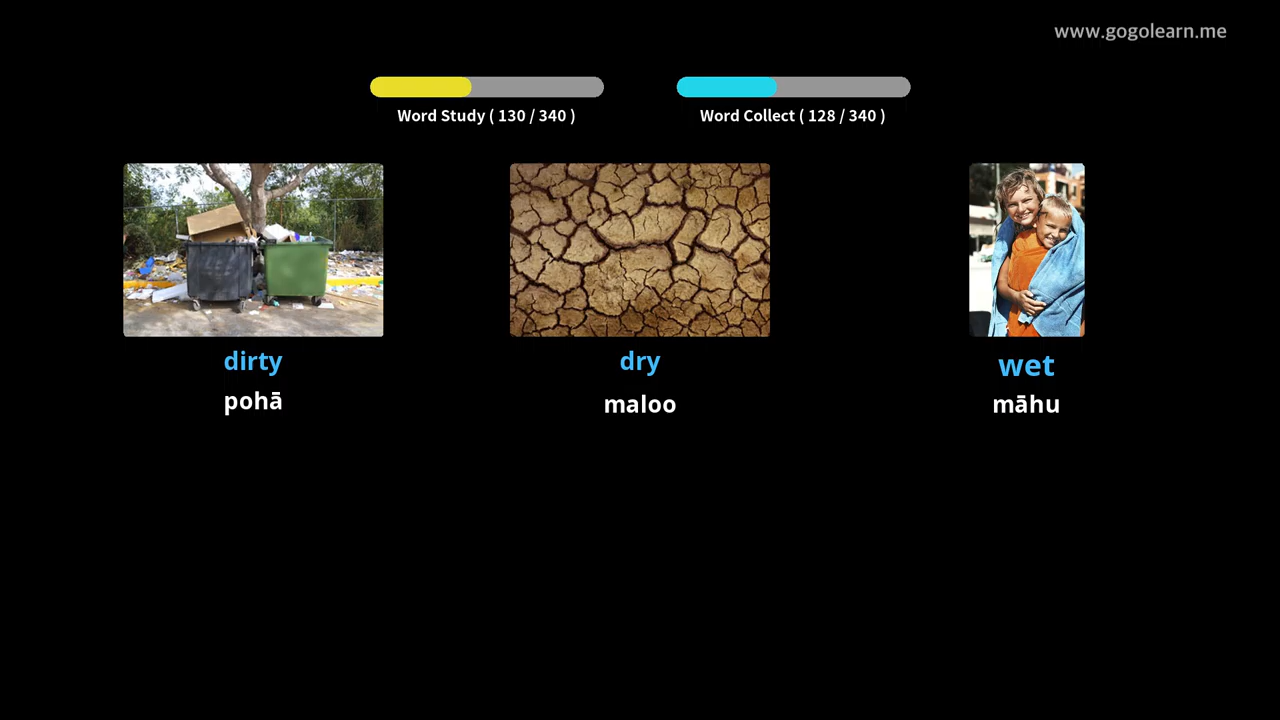 www.gogolearn.me
Word Study ( 130 / 340 )
Word Collect ( 128 / 340 )
dirty
pohā
dry
maloo
wet
māhu